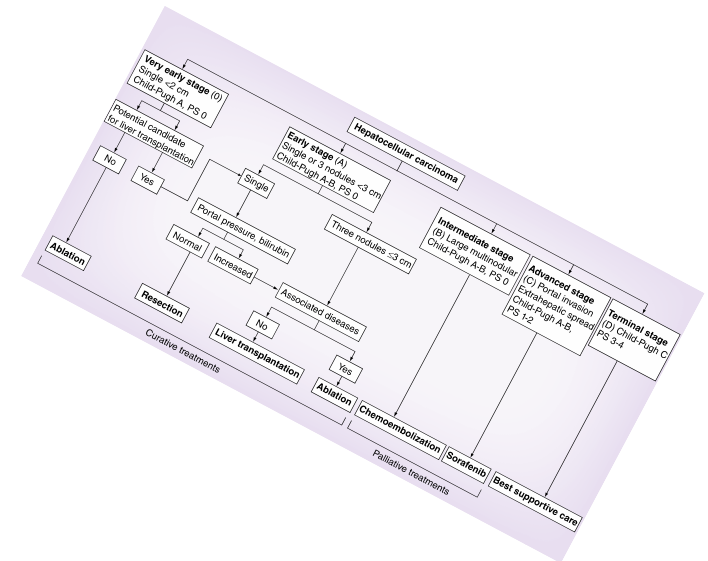 Hepatocellular carcinoma
Very early stage (0)
Single <2 cm
Child-Pugh A, PS 0
Potential candidate
for liver transplantation
No
Yes
Early stage (A)
Single or 3 nodules <3 cm
Child-Pugh A-B, PS 0
Single
Portal pressure, bilirubin
Normal
Increased
Three nodules ≤3 cm
Associated diseases
No
Yes
Intermediate stage
(B) Large multinodular
Child-Pugh A-B, PS 0
Advanced stage
(C) Portal invasion
Extrahepatic spread
Child-Pugh A-B,
PS 1-2
Terminal stage
(D) Child-Pugh C
PS 3-4
Ablation
Resection
Liver transplantation
Ablation
Chemoembolization
Sorafenib
Best supportive care
Curative treatments
Palliative treatments